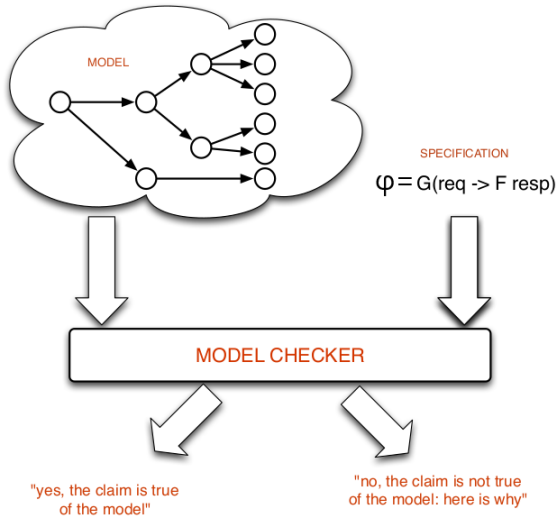 MODEL
SPECIFICATION
φ = G(req -> F resp)
MODEL CHECKER
"yes, the claim is true
of the model"
"no, the claim is not true
of the model: here is why"